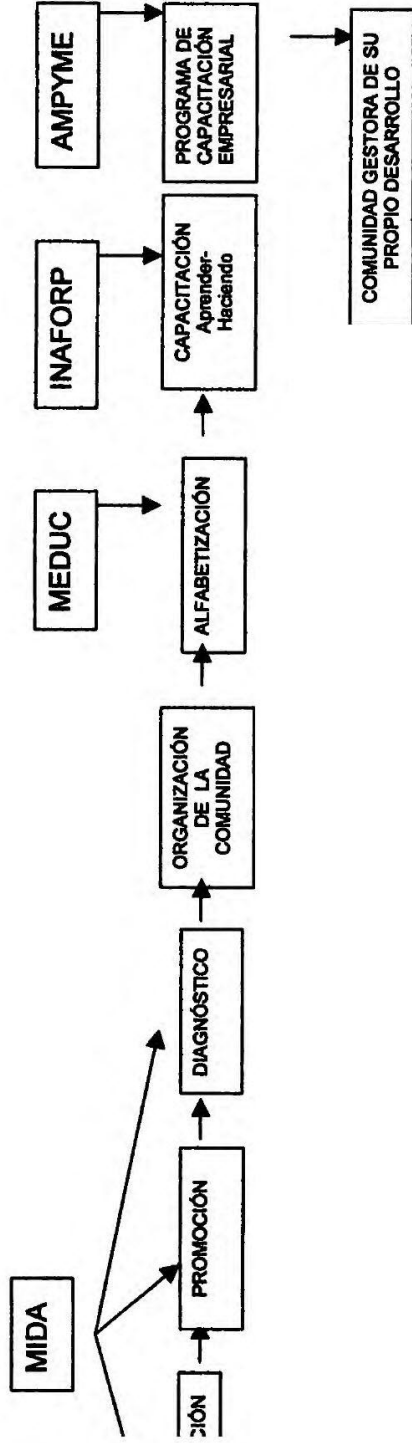 MIDA
MEDUC
INAFORP
AMPYME
CIÓN
PROMOCIÓN
DIAGNÓSTICO
ORGANIZACIÓN
DE LA
COMUNIDAD
ALFABETIZACIÓN
CAPACITACIÓN
Aprender-
Haciendo
PROGRAMA DE
CAPACITACIÓN
EMPRESARIAL
COMUNIDAD GESTORA DE SU
PROPIO DESARROLLO